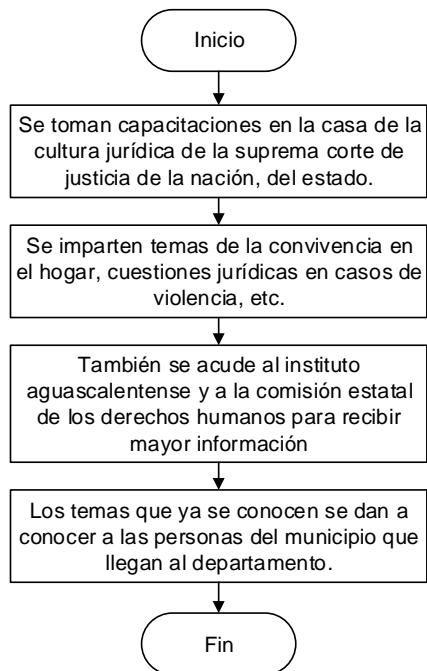 Inicio
Se toman capacitaciones en la casa de la
cultura jurídica de la suprema corte de
justicia de la nación, del estado.
Se imparten temas de la convivencia en
el hogar, cuestiones jurídicas en casos de
violencia, etc.
También se acude al instituto
aguascalentense y a la comisión estatal
de los derechos humanos para recibir
mayor información
Los temas que ya se conocen se dan a
conocer a las personas del municipio que
llegan al departamento.
Fin